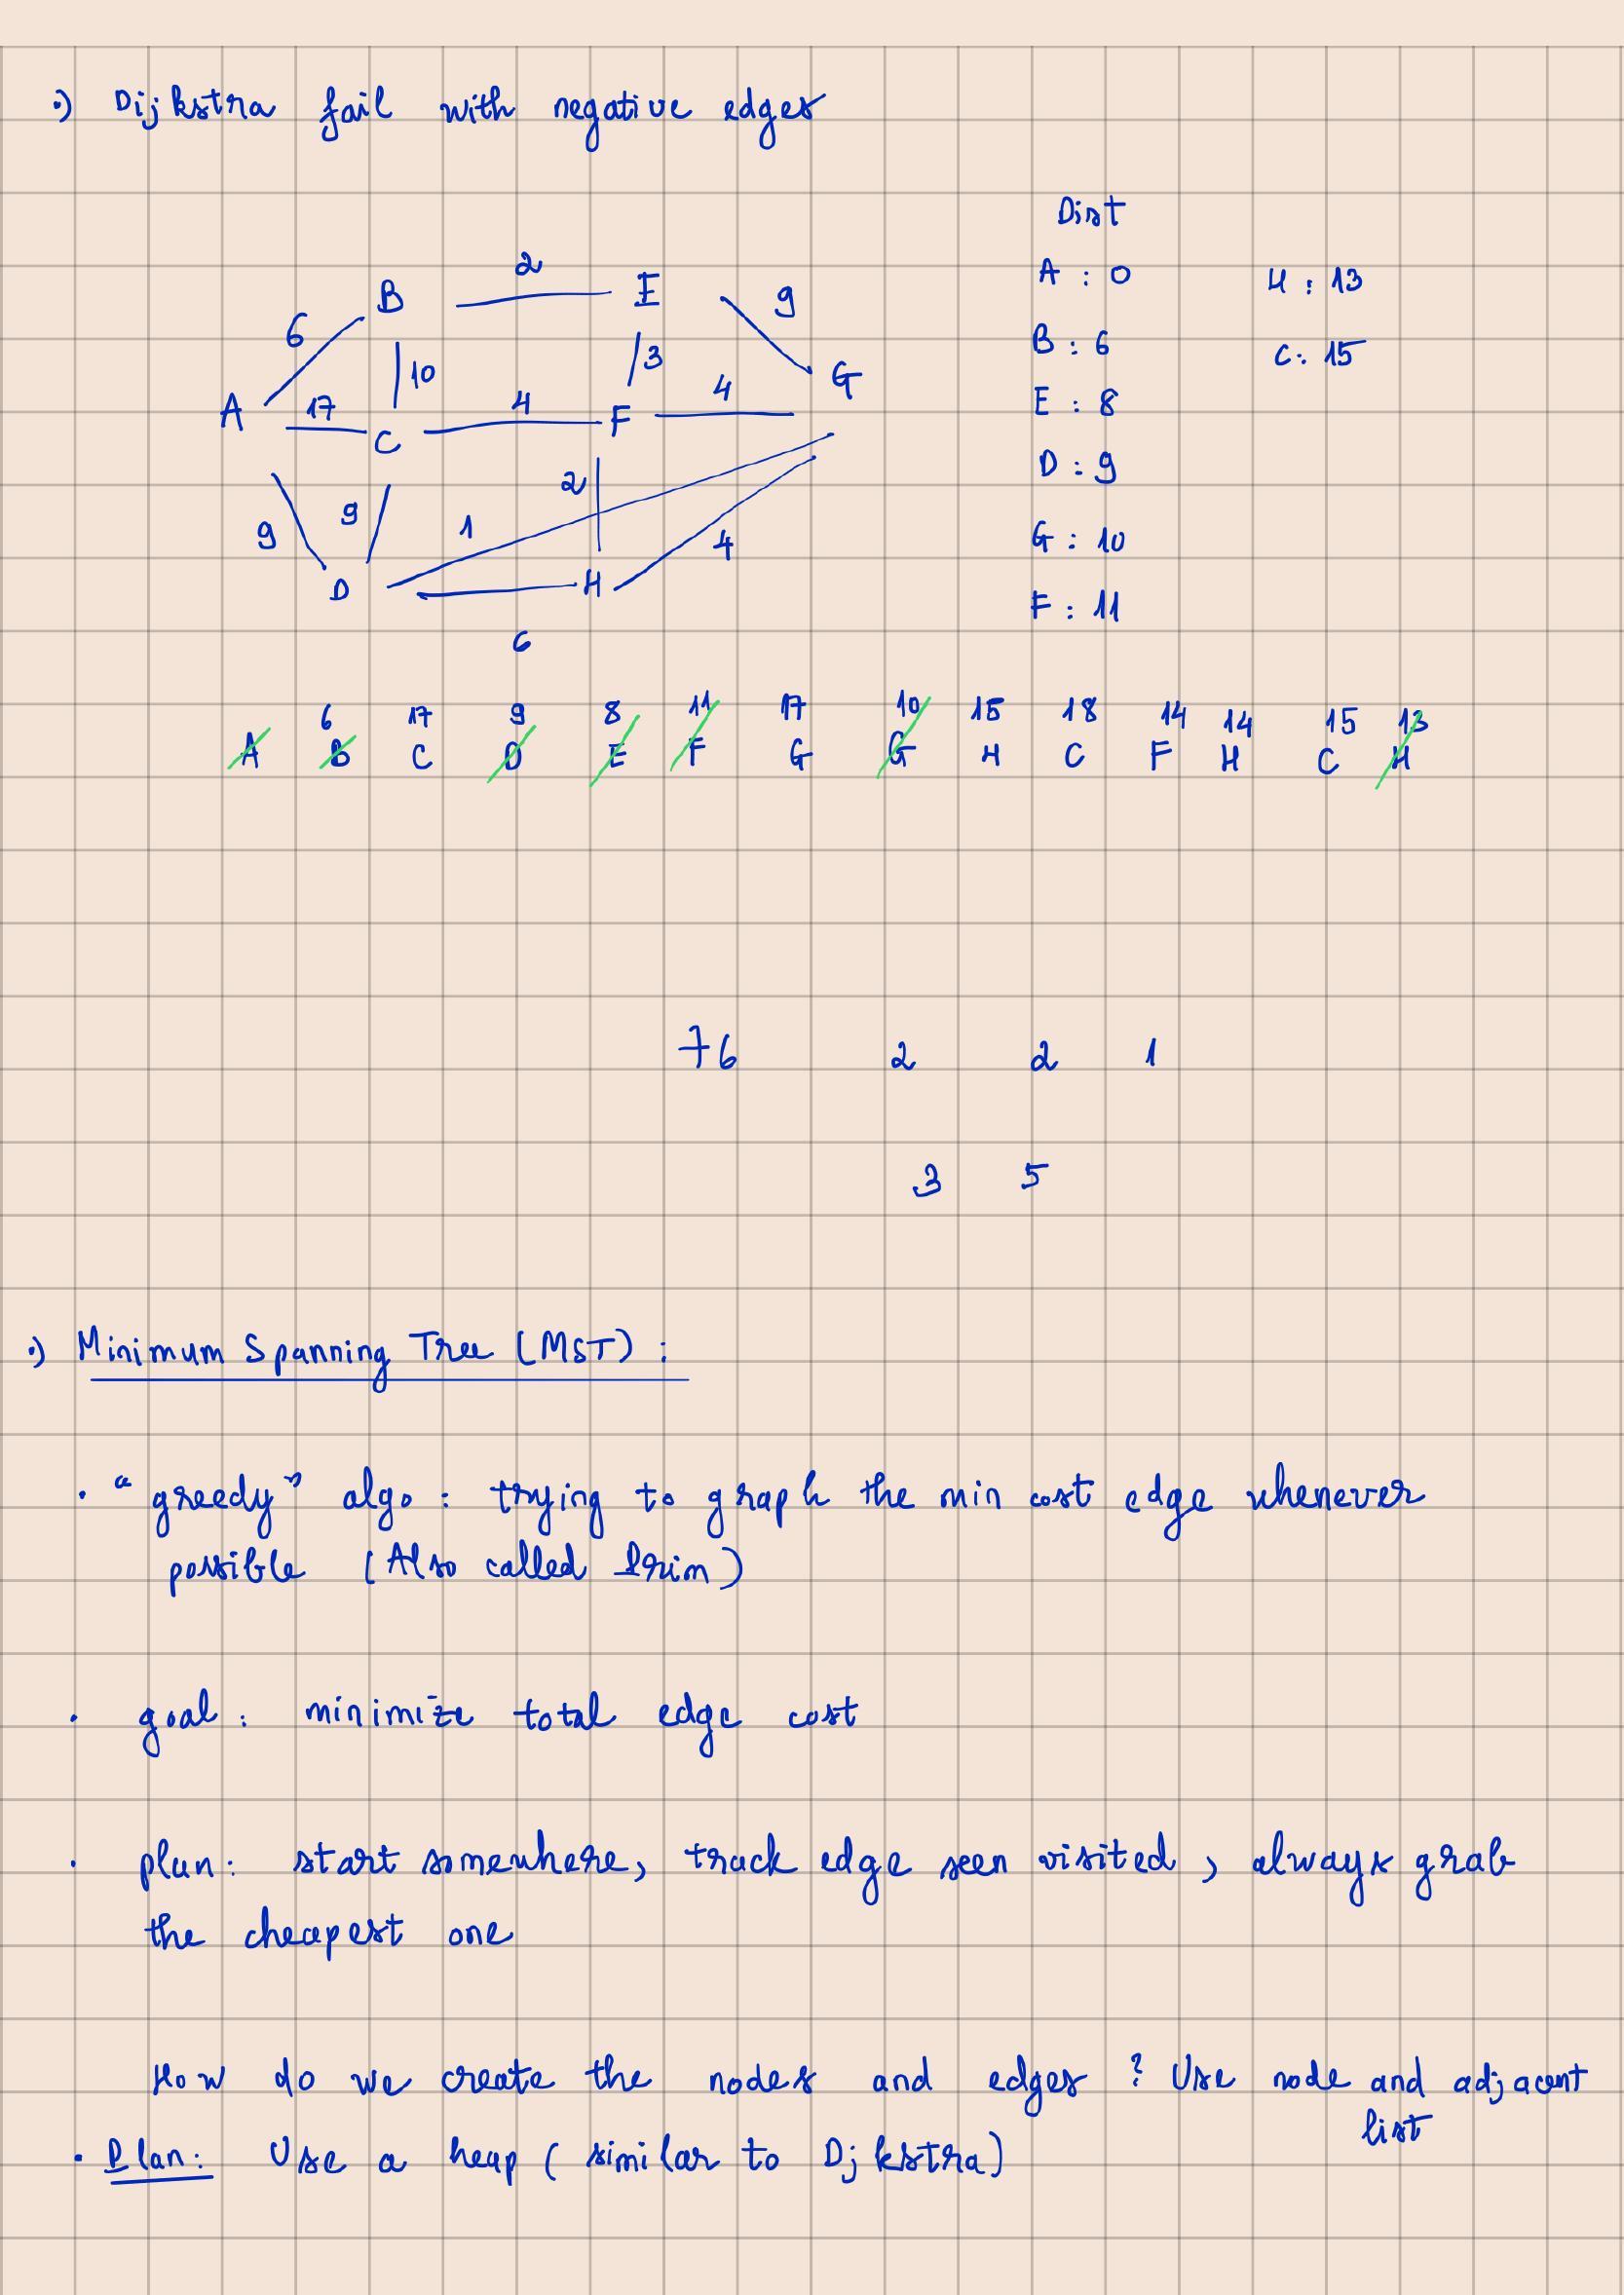 ·) Dijkstra fail with negative edges
Dist
A : 0 H : 13
B : 6 C : 15
E : 8
D : 9
G : 10
F : 11
2
B E 9
6 10 3 G
A 17 4 F 4
C
9 9 1 2 4
D H
6
6 17 9 8 11 17 10 15 18 14 14 15 13
A B C D E F G G H C F H C H
76 2 2 1
3 5
·) Minimum Spanning Tree (MST) :
· "greedy" algo : trying to graph the min cost edge whenever
possible (Also called Prim)
· goal : minimize total edge cost
· plan : start somewhere, track edge seen visited, always grab
the cheapest one
How do we create the nodes and edges ? Use node and adjacent
list
· Plan: Use a heap ( similar to Djkstra)